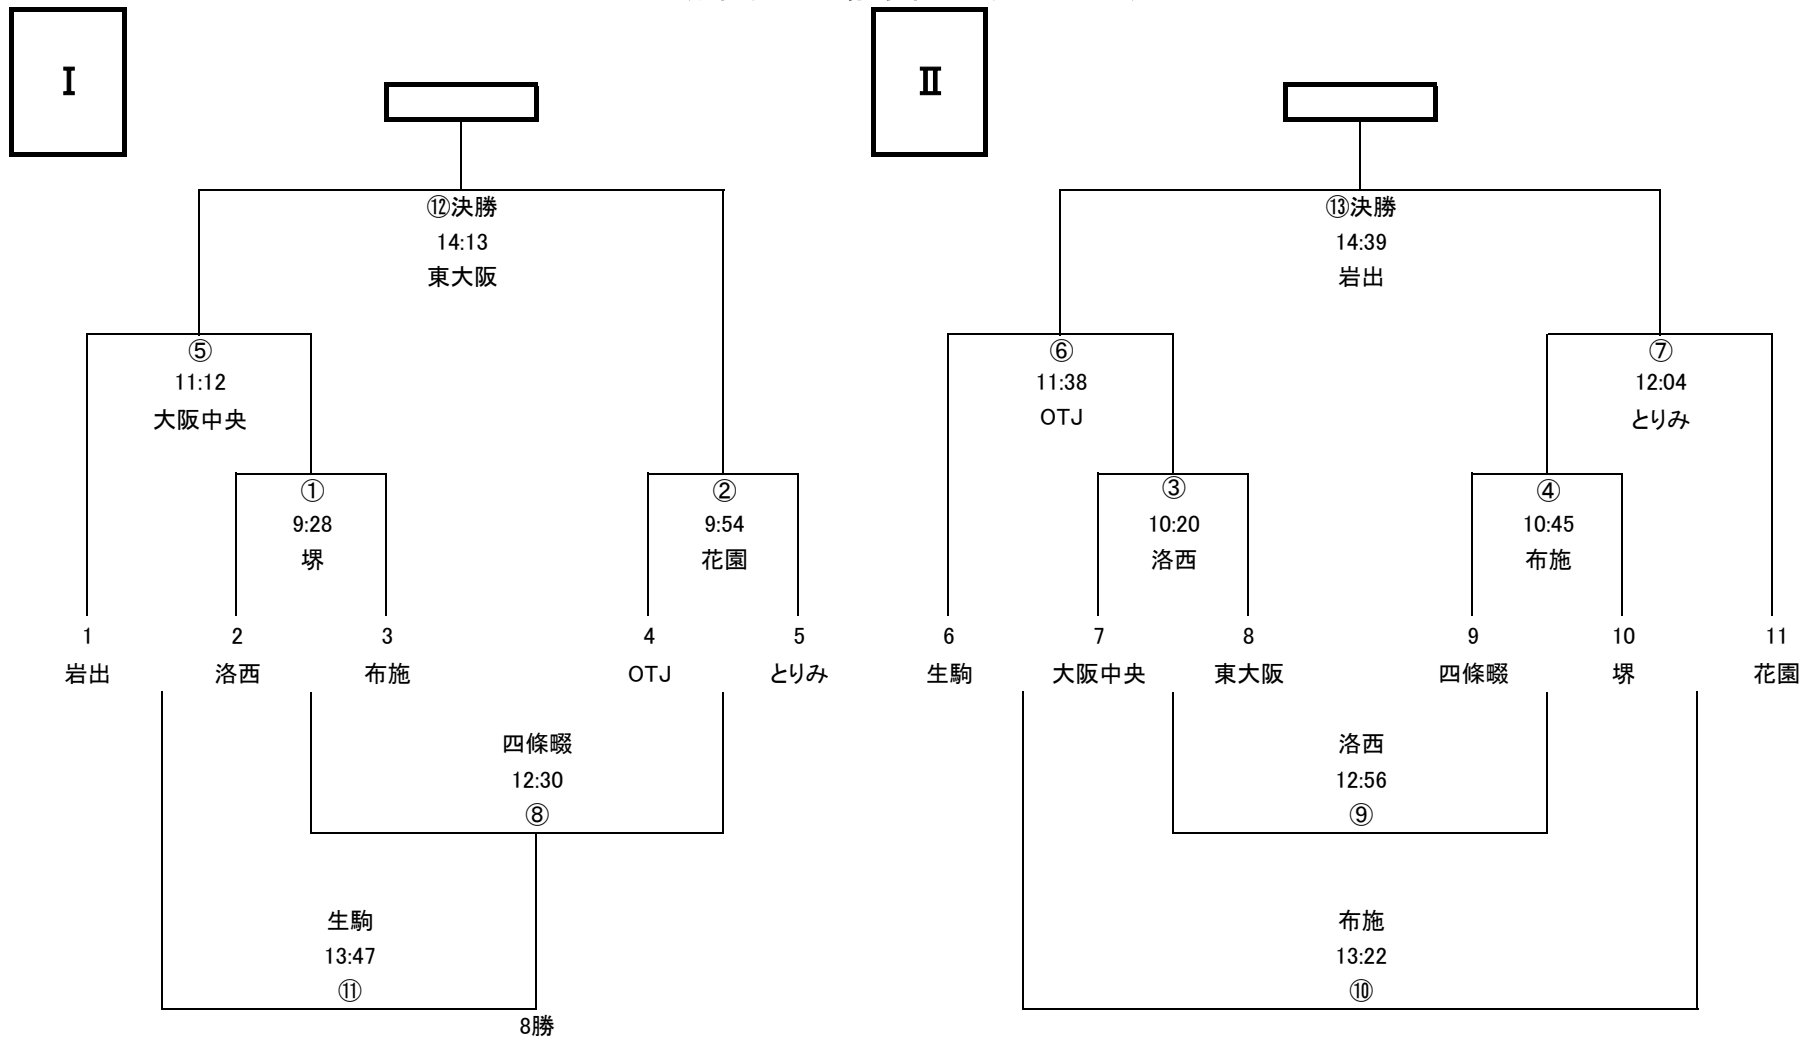 Ⅰ
Ⅱ
⑫決勝
14:13
東大阪
⑬決勝
14:39
岩出
⑤
11:12
大阪中央
⑥
11:38
OTJ
⑦
12:04
とりみ
①
9:28
堺
②
9:54
花園
③
10:20
洛西
④
10:45
布施
1 2 3 4 5 6 7 8 9 10 11
岩出 洛西 布施 OTJ とりみ 生駒 大阪中央 東大阪 四條畷 堺 花園
四條畷
12:30
⑧
洛西
12:56
⑨
生駒
13:47
⑪
8勝
布施
13:22
⑩